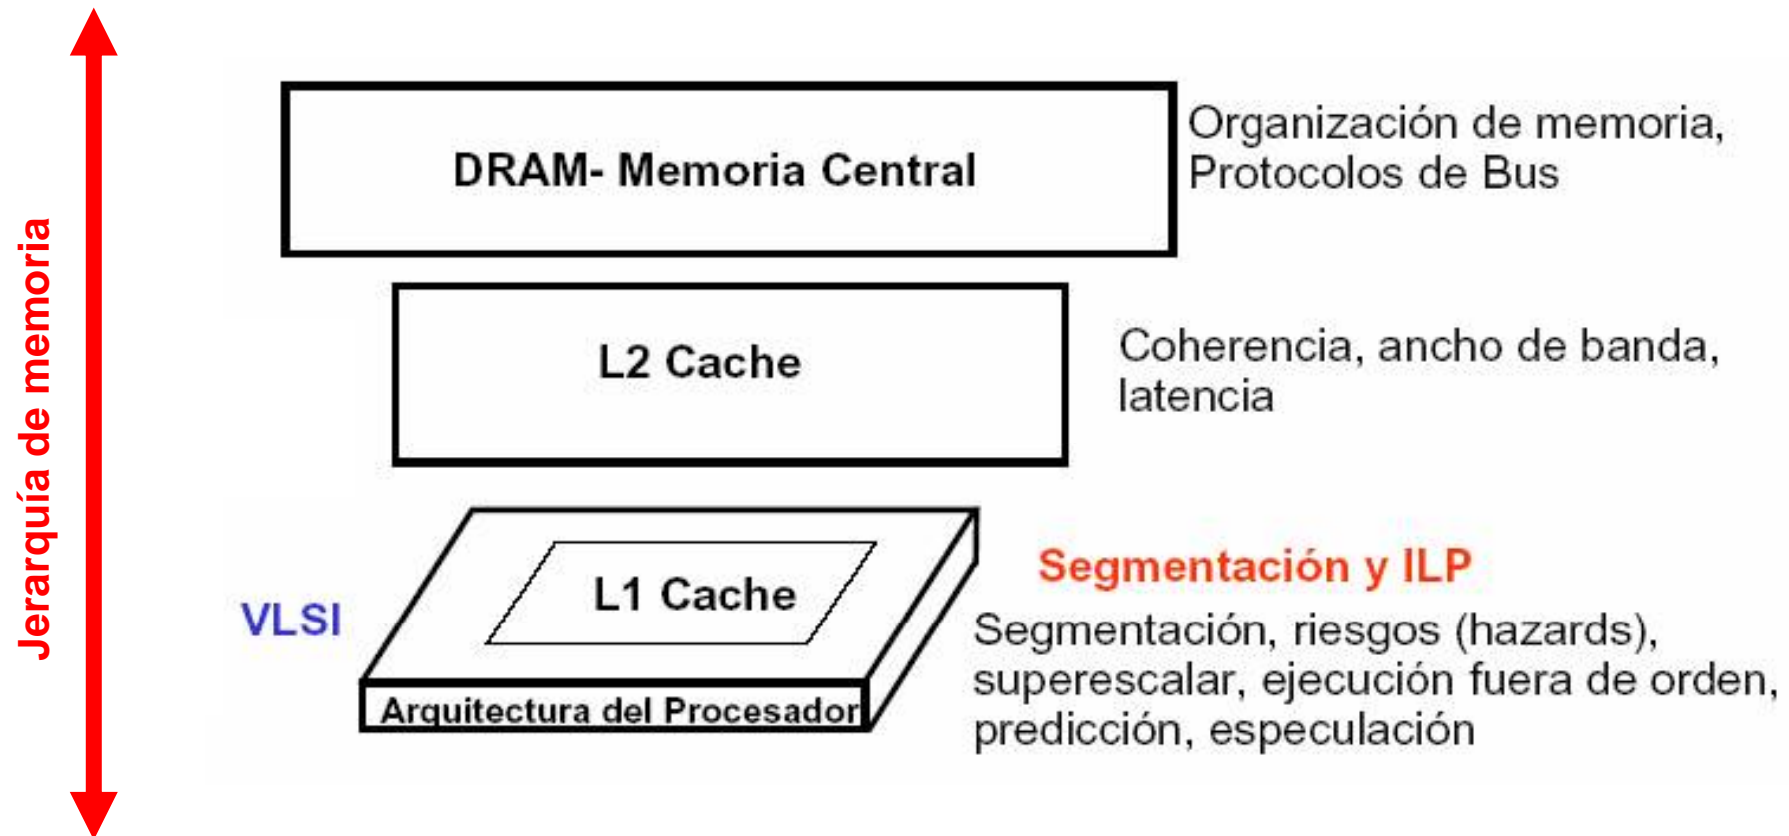 Jerarquía de memoria
DRAM- Memoria Central
Organización de memoria,
Protocolos de Bus
L2 Cache
Coherencia, ancho de banda,
latencia
VLSI
L1 Cache
Arquitectura del Procesador
Segmentación y ILP
Segmentación, riesgos (hazards),
superescalar, ejecución fuera de orden,
predicción, especulación